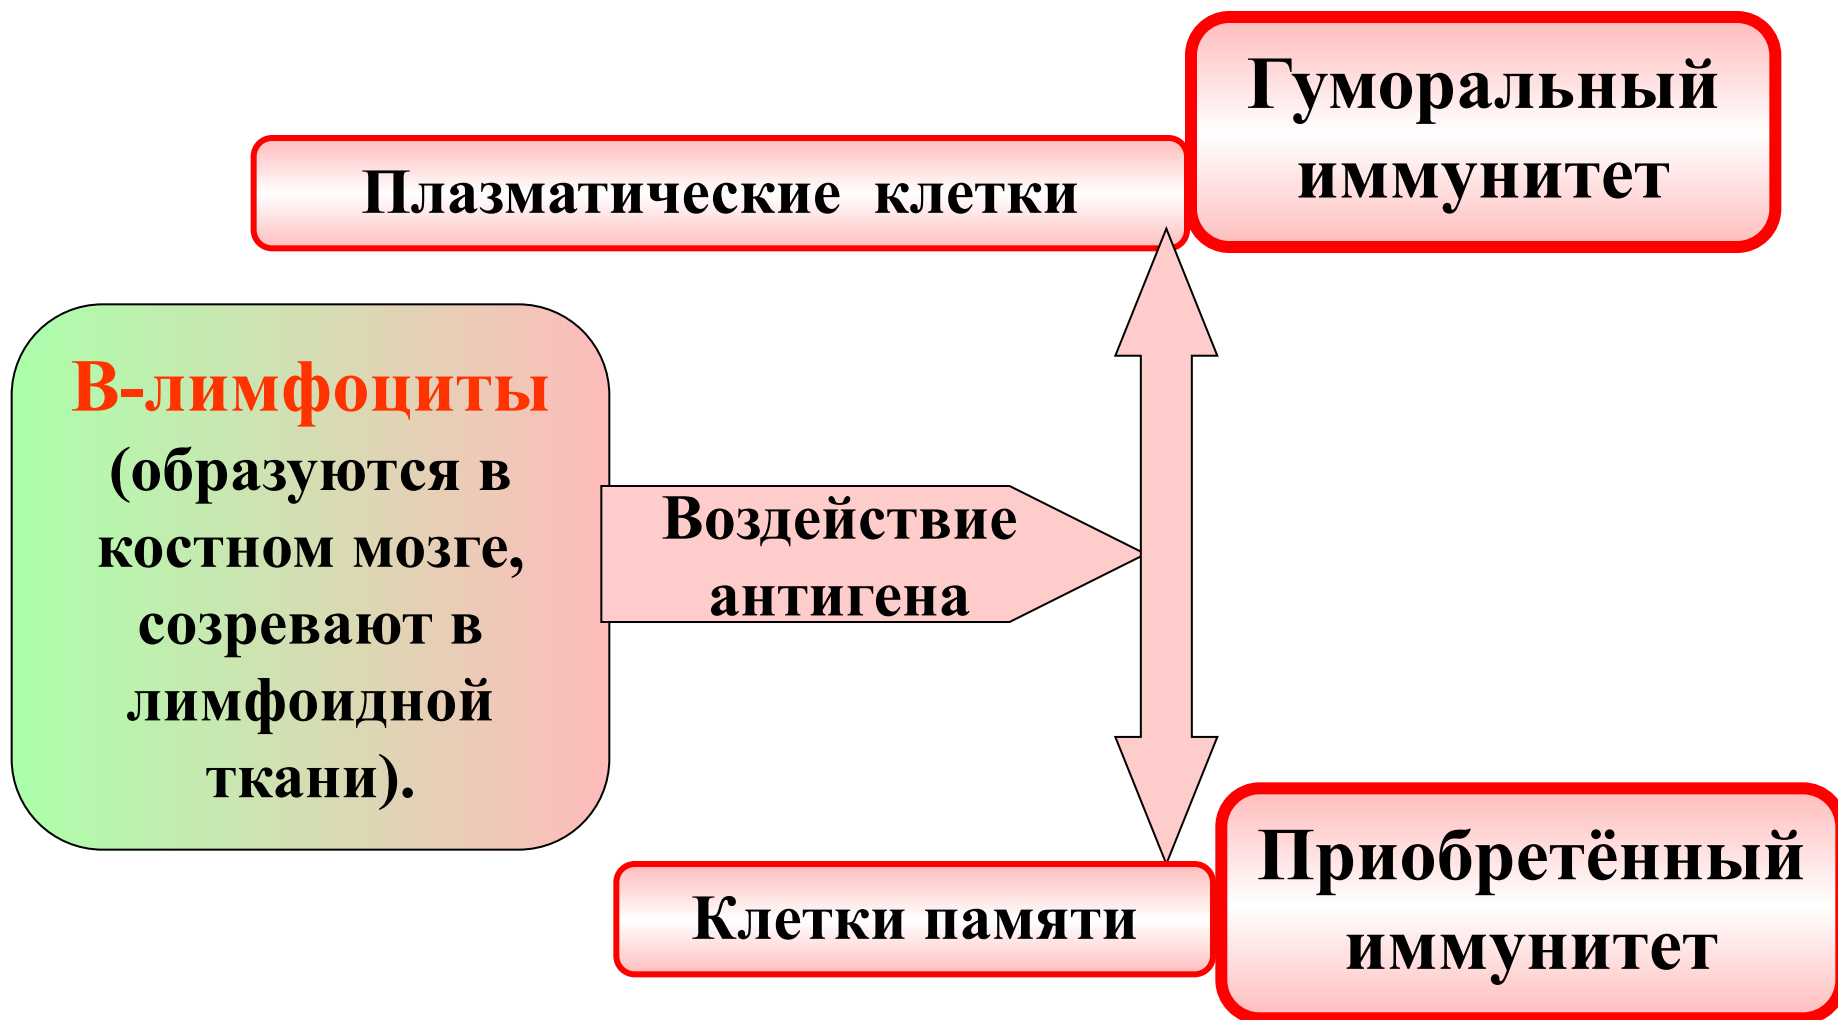 Гуморальный
иммунитет
Плазматические клетки
В-лимфоциты
(образуются в
костном мозге,
созревают в
лимфоидной
ткани).
Воздействие
антигена
Приобретённый
иммунитет
Клетки памяти